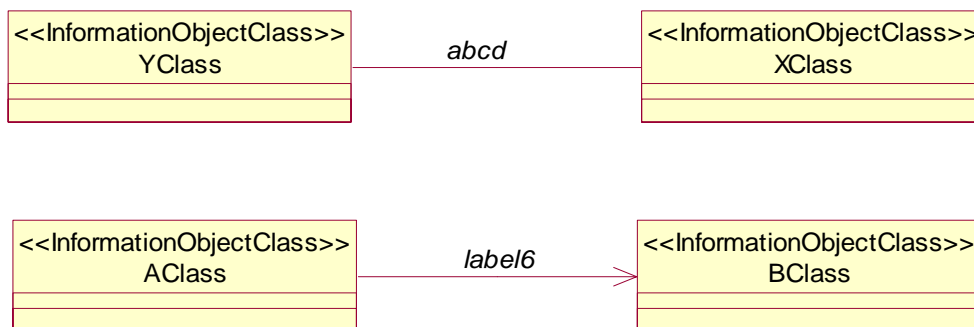 <<InformationObjectClass>>
YClass
abcd
<<InformationObjectClass>>
XClass
<<InformationObjectClass>>
AClass
label6
<<InformationObjectClass>>
BClass